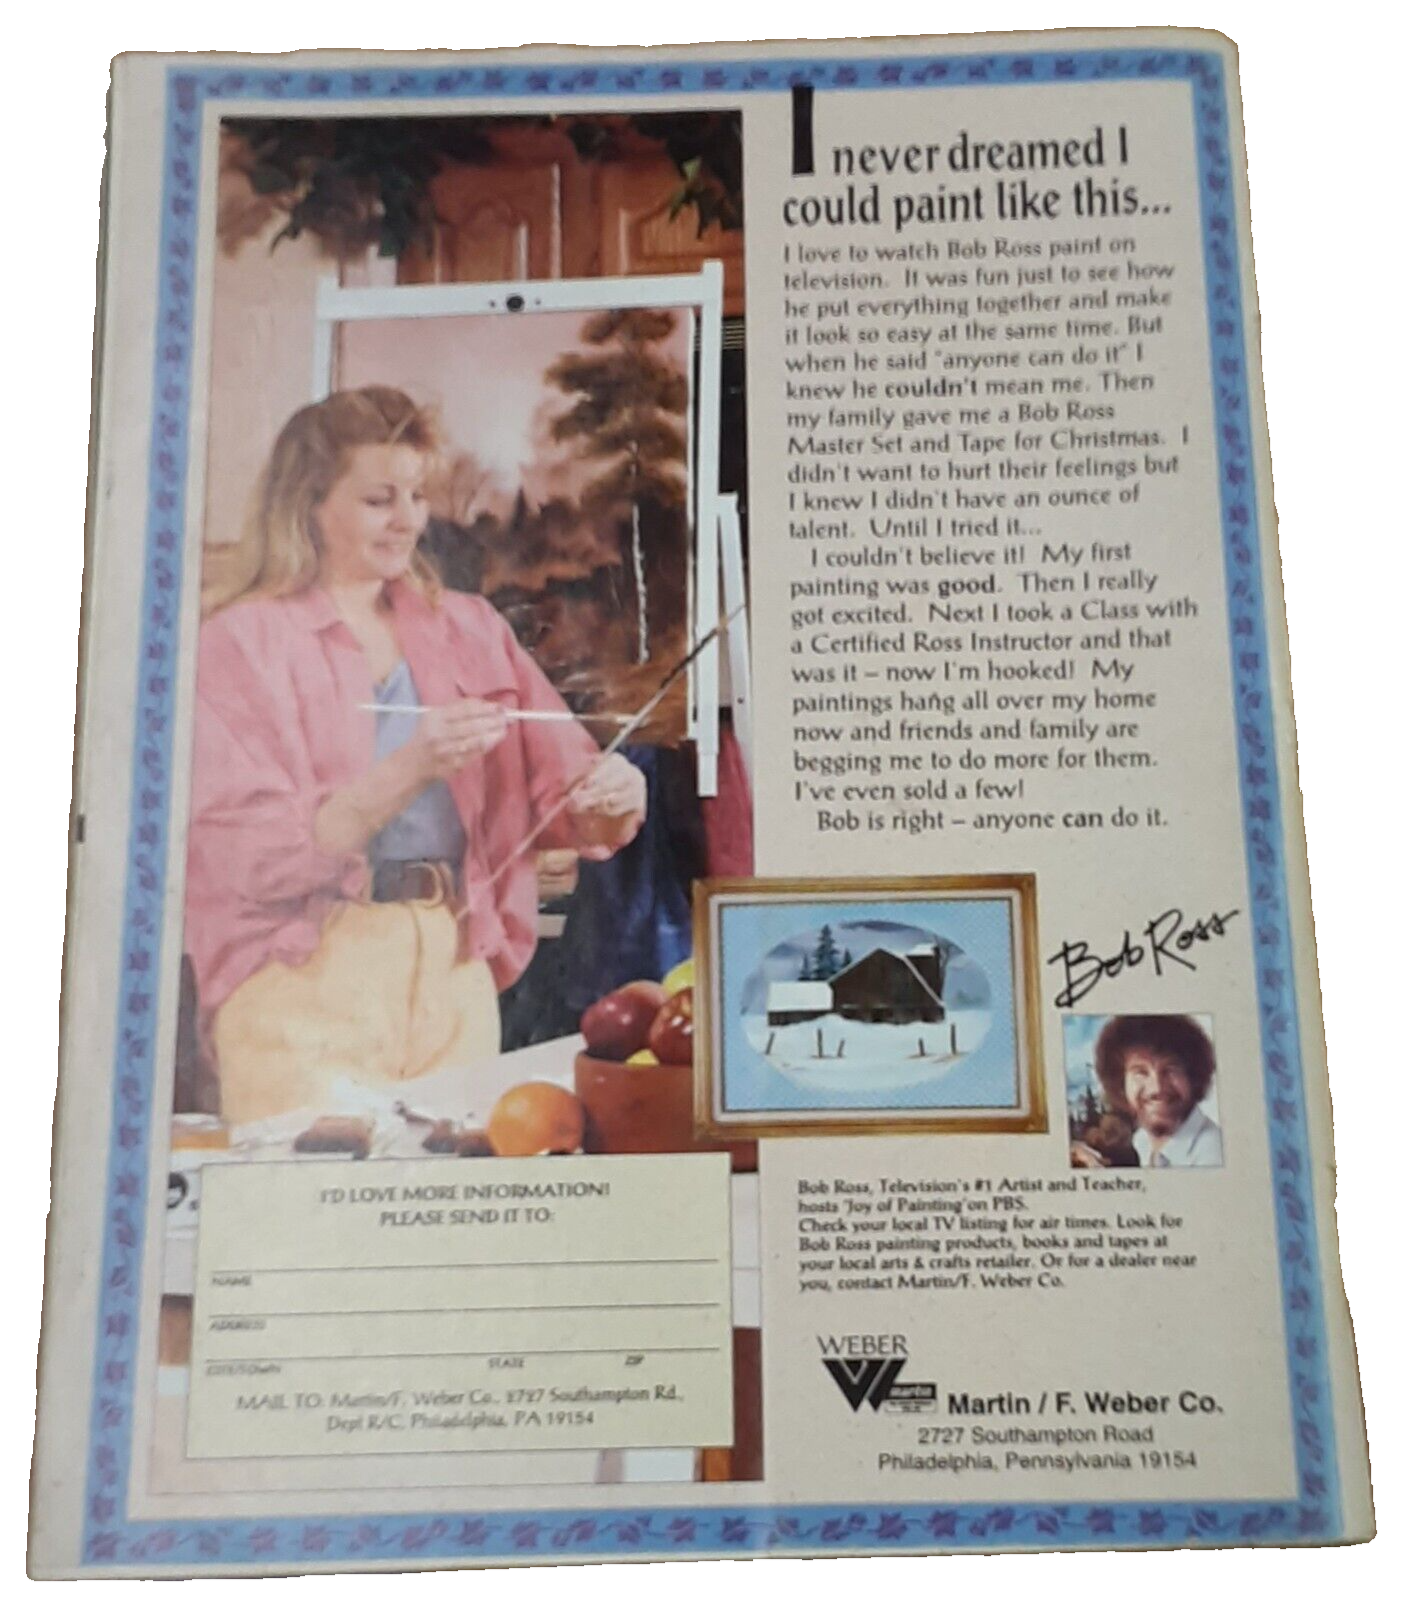 I never dreamed I
could paint like this...
I love to watch Bob Ross paint on
television. It was fun just to see how
he put everything together and make
it look so easy at the same time. But
when he said "anyone can do it" I
knew he couldn't mean me. Then
my family gave me a Bob Ross
Master Set and Tape for Christmas. I
didn't want to hurt their feelings but
I knew I didn't have an ounce of
talent. Until I tried it...
I couldn't believe it! My first
painting was good. Then I really
got excited. Next I took a Class with
a Certified Ross Instructor and that
was it – now I'm hooked! My
paintings hang all over my home
now and friends and family are
begging me to do more for them.
I've even sold a few!
Bob is right – anyone can do it.
Bob Ross
Bob Ross, Television's #1 Artist and Teacher,
hosts 'Joy of Painting' on PBS.
Check your local TV listing for air times. Look for
Bob Ross painting products, books and tapes at
your local arts & crafts retailer. Or for a dealer near
you, contact Martin/F. Weber Co.
WEBER
martin
Martin / F. Weber Co.
2727 Southampton Road
Philadelphia, Pennsylvania 19154
I'D LOVE MORE INFORMATION!
PLEASE SEND IT TO:
NAME
ADDRESS
STATE ZIP
MAIL TO: Martin/F. Weber Co., 2727 Southampton Rd.,
Dept R/C, Philadelphia, PA 19154